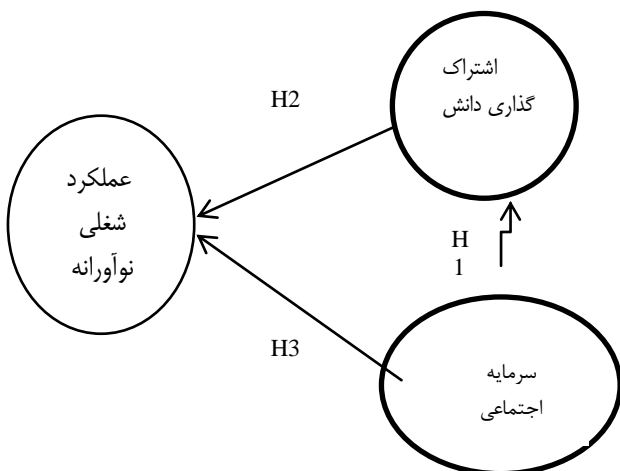 اشتراک
گذاری دانش
H2
عملکرد
شغلی
نوآورانه
H
1
H3
سرمایه
اجتماعی